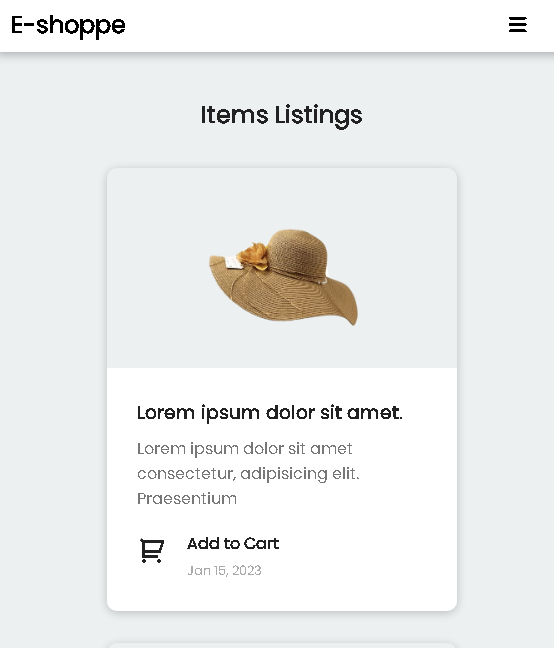 E-shoppe
Items Listings
Lorem ipsum dolor sit amet.
Lorem ipsum dolor sit amet
consectetur, adipisicing elit.
Praesentium
Add to Cart
Jan 15, 2023